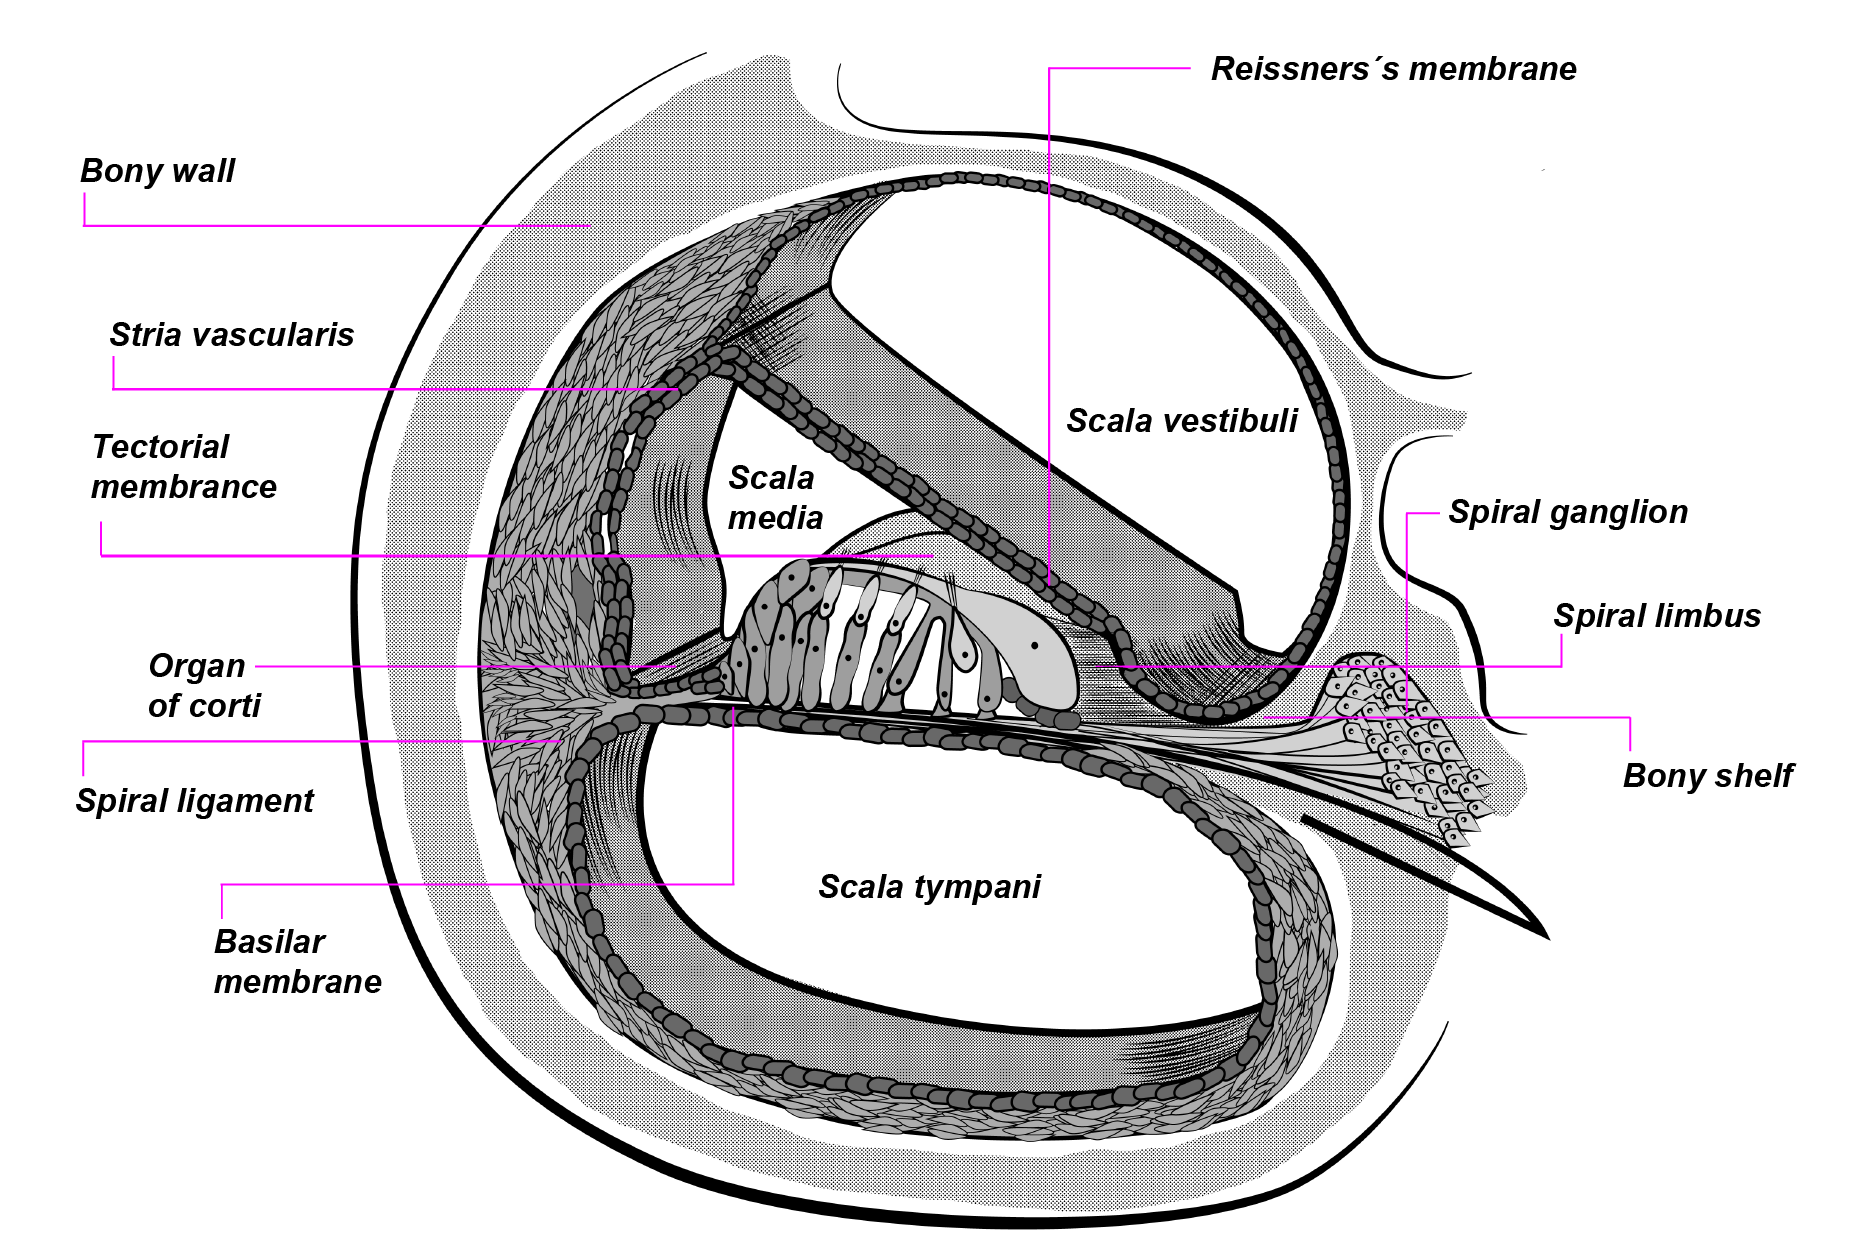 Reissners´s membrane
Bony wall
Stria vascularis
Tectorial
membrance
Scala vestibuli
Scala
media
Spiral ganglion
Spiral limbus
Organ
of corti
Spiral ligament
Bony shelf
Scala tympani
Basilar
membrane